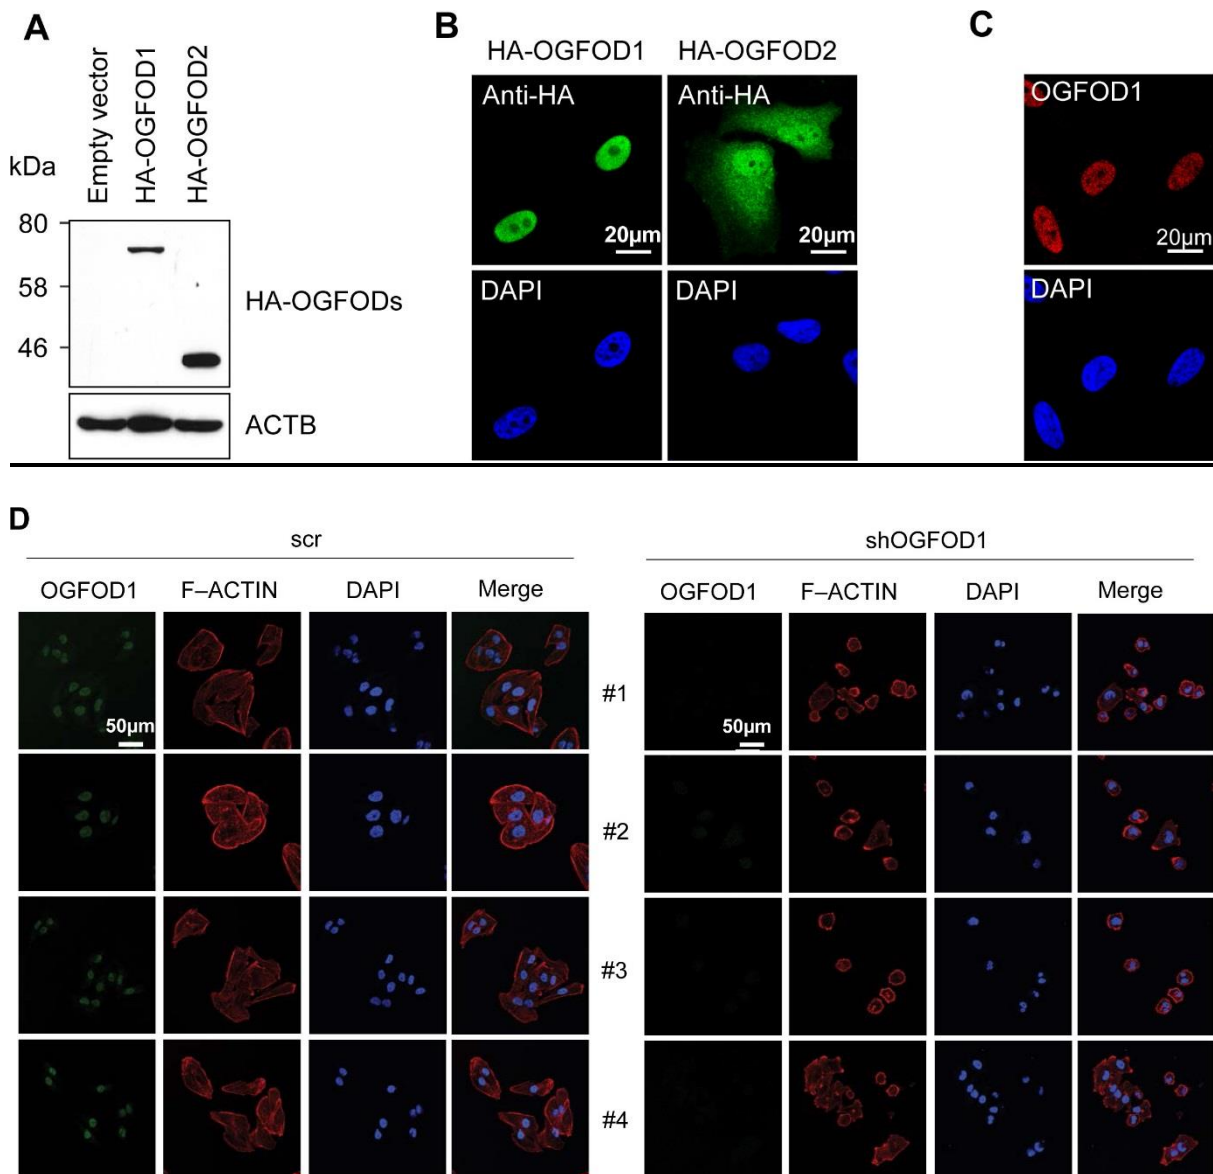 A
Empty vector
HA-OGFOD1
HA-OGFOD2
kDa
80
58
46
HA-OGFODs
ACTB
B
HA-OGFOD1 HA-OGFOD2
Anti-HA Anti-HA
20µm 20µm
DAPI DAPI
C
OGFOD1
20µm
DAPI
D
scr shOGFOD1
OGFOD1 F–ACTIN DAPI Merge OGFOD1 F–ACTIN DAPI Merge
#1
50µm 50µm
#2
#3
#4